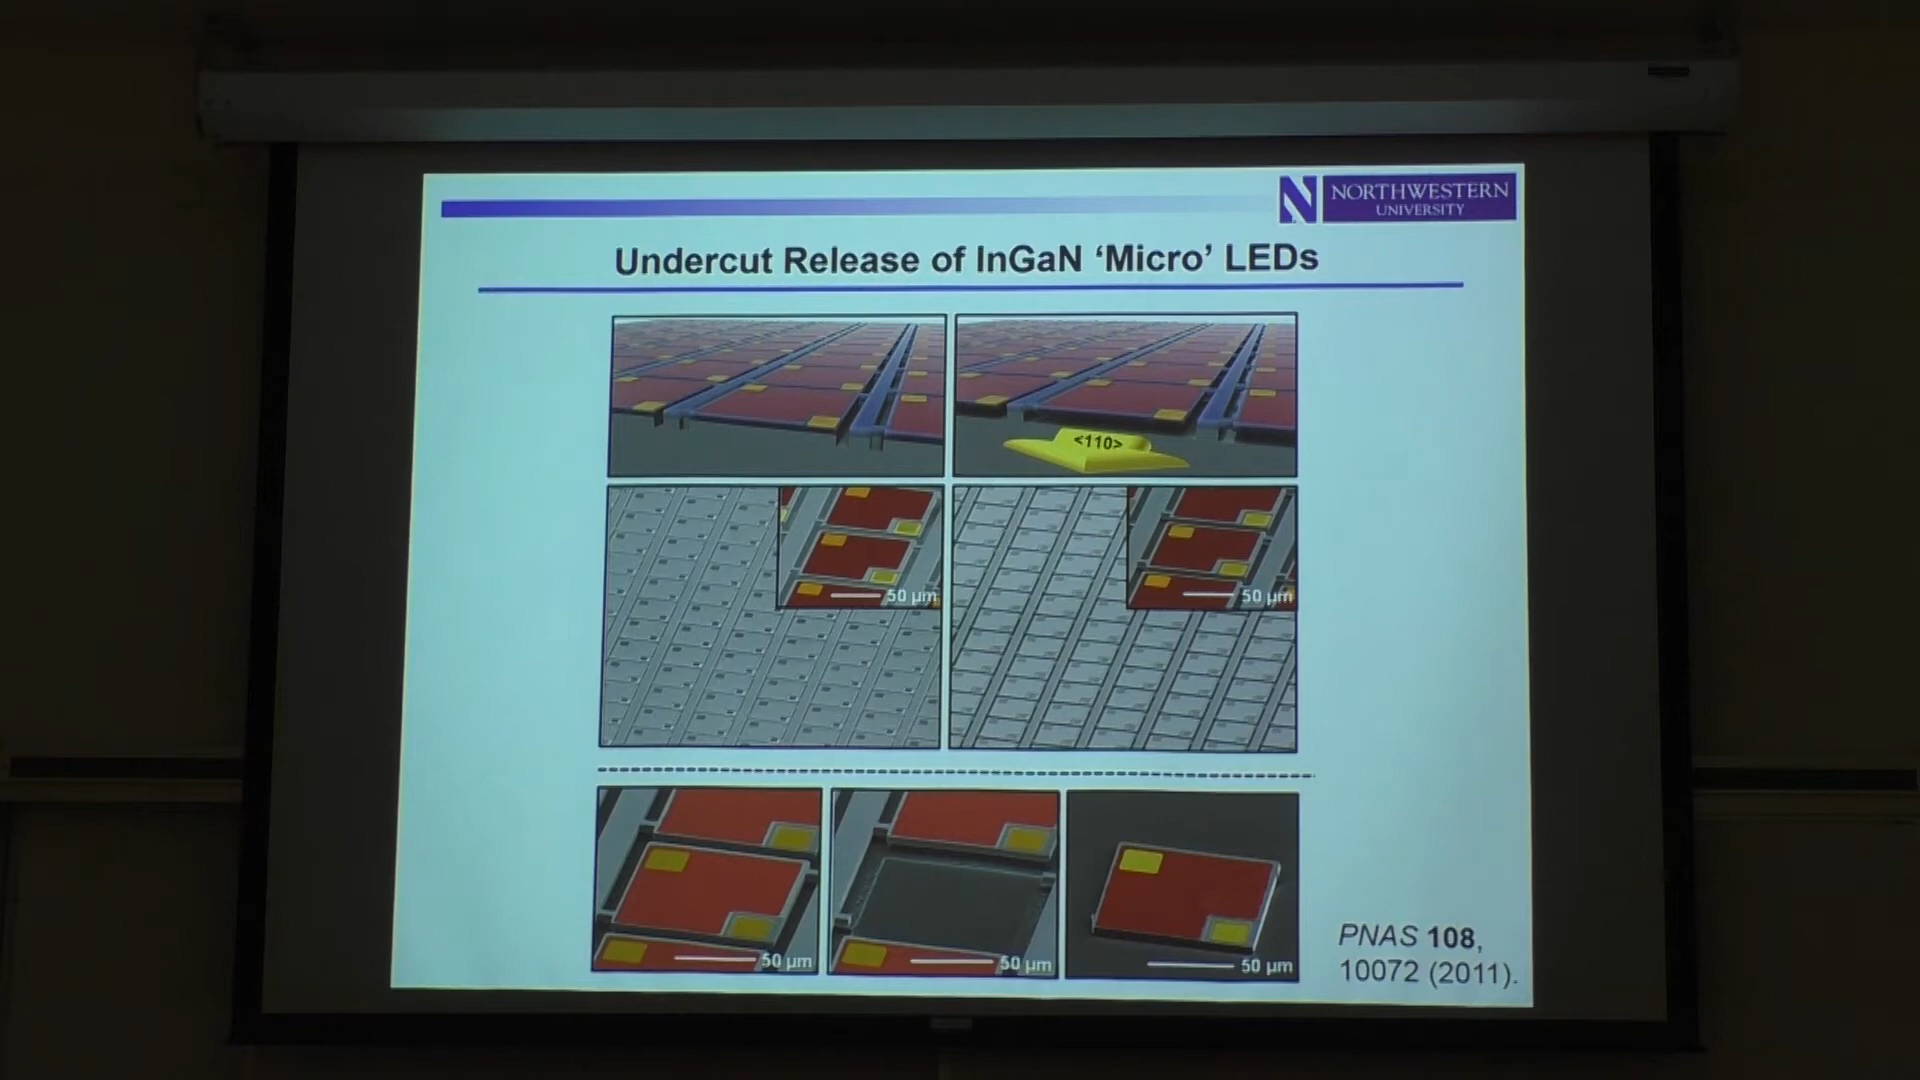 NORTHWESTERN
UNIVERSITY
Undercut Release of InGaN ‘Micro’ LEDs
<110>
50 µm
50 µm
50 µm
50 µm
50 µm
PNAS 108,
10072 (2011).